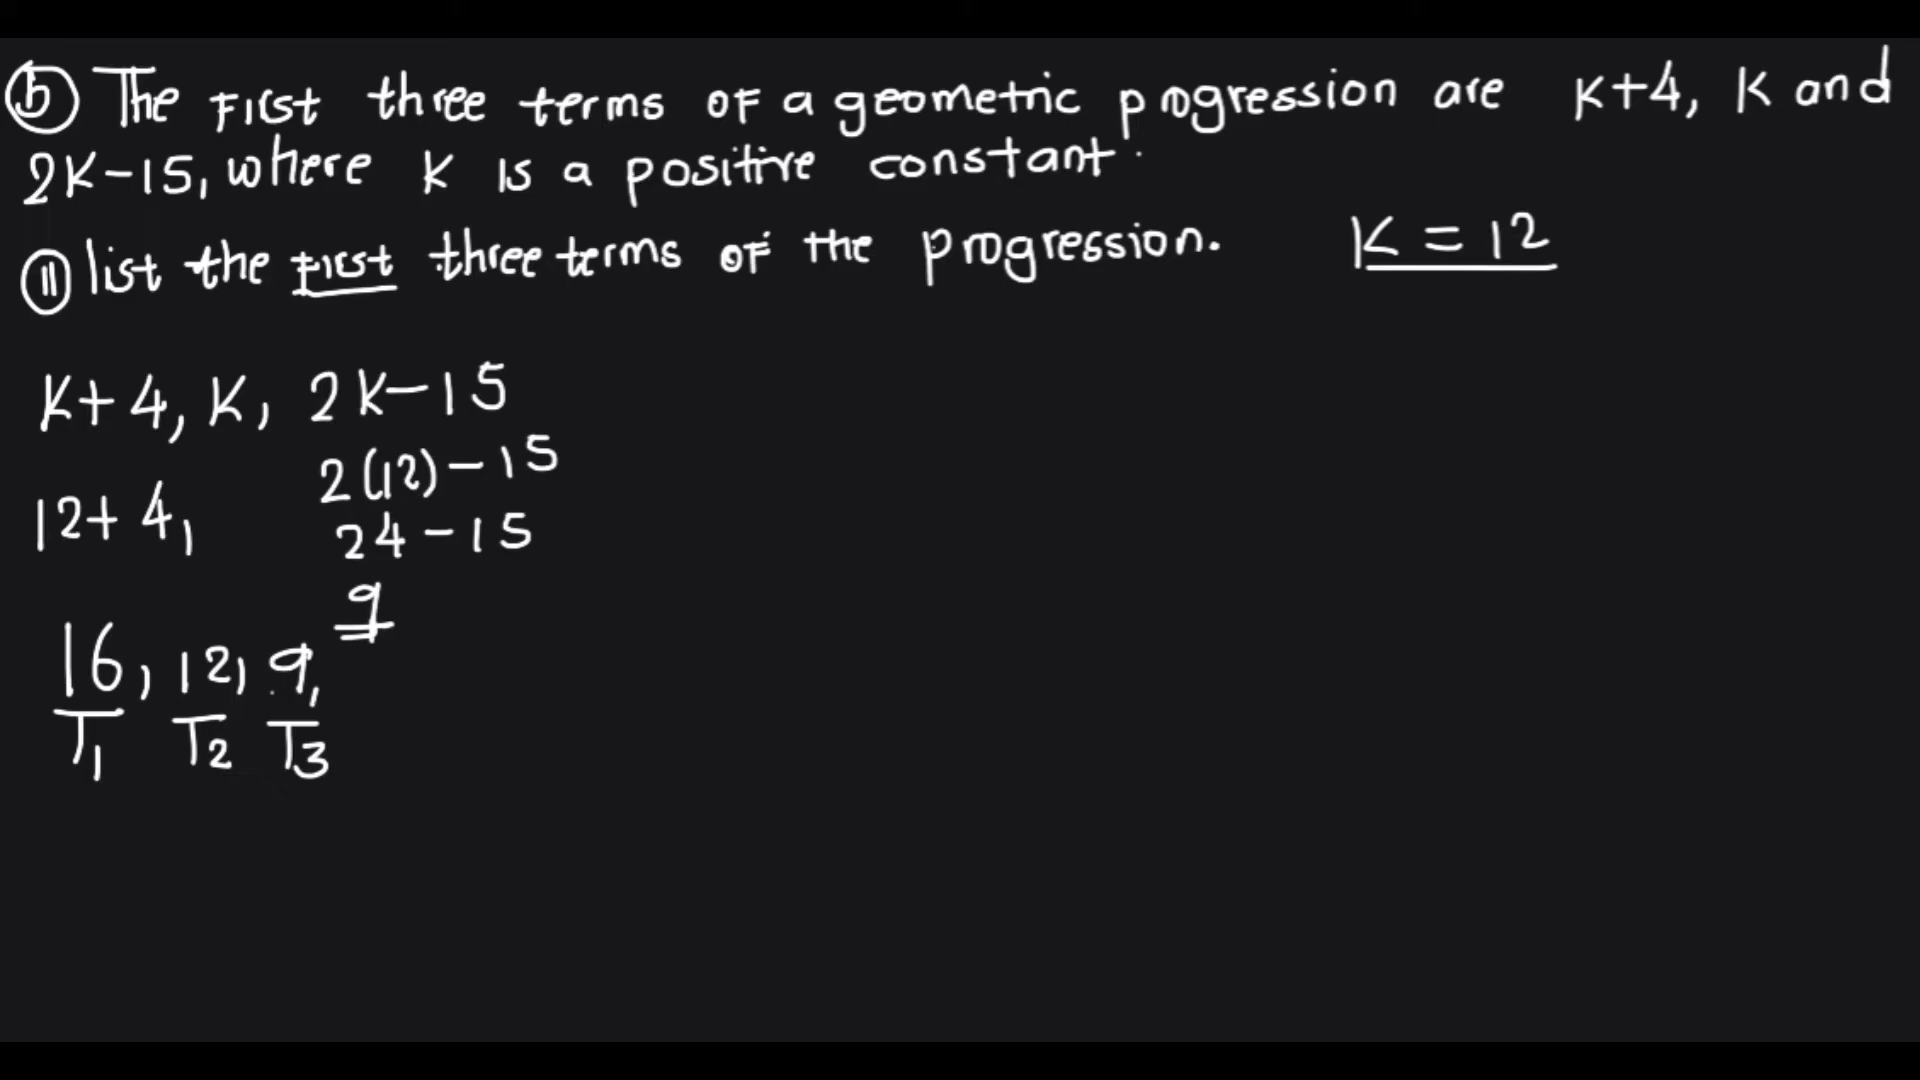 (b) The First three terms of a geometric progression are K+4, K and
2K-15, where K is a positive constant.
(ii) list the first three terms of the progression. K = 12
K+4, K, 2K-15
2(12)-15
12+4,
24-15
9
16, 12, 9,
T1 T2 T3